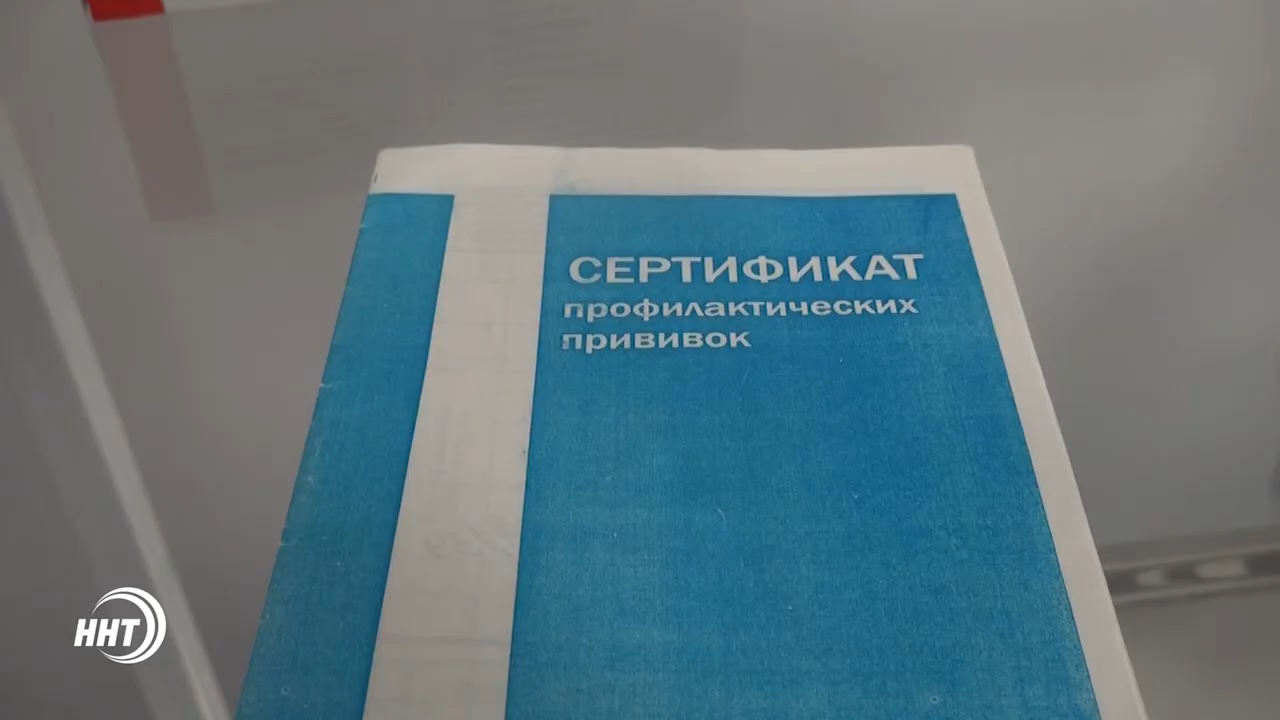 СЕРТИФИКАТ
профилактических
прививок
ННТ